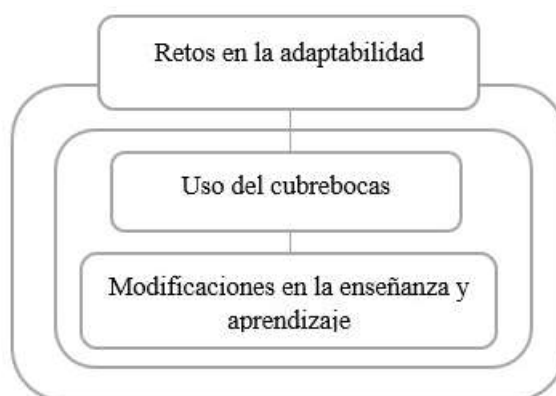 Retos en la adaptabilidad
Uso del cubrebocas
Modificaciones en la enseñanza y
aprendizaje